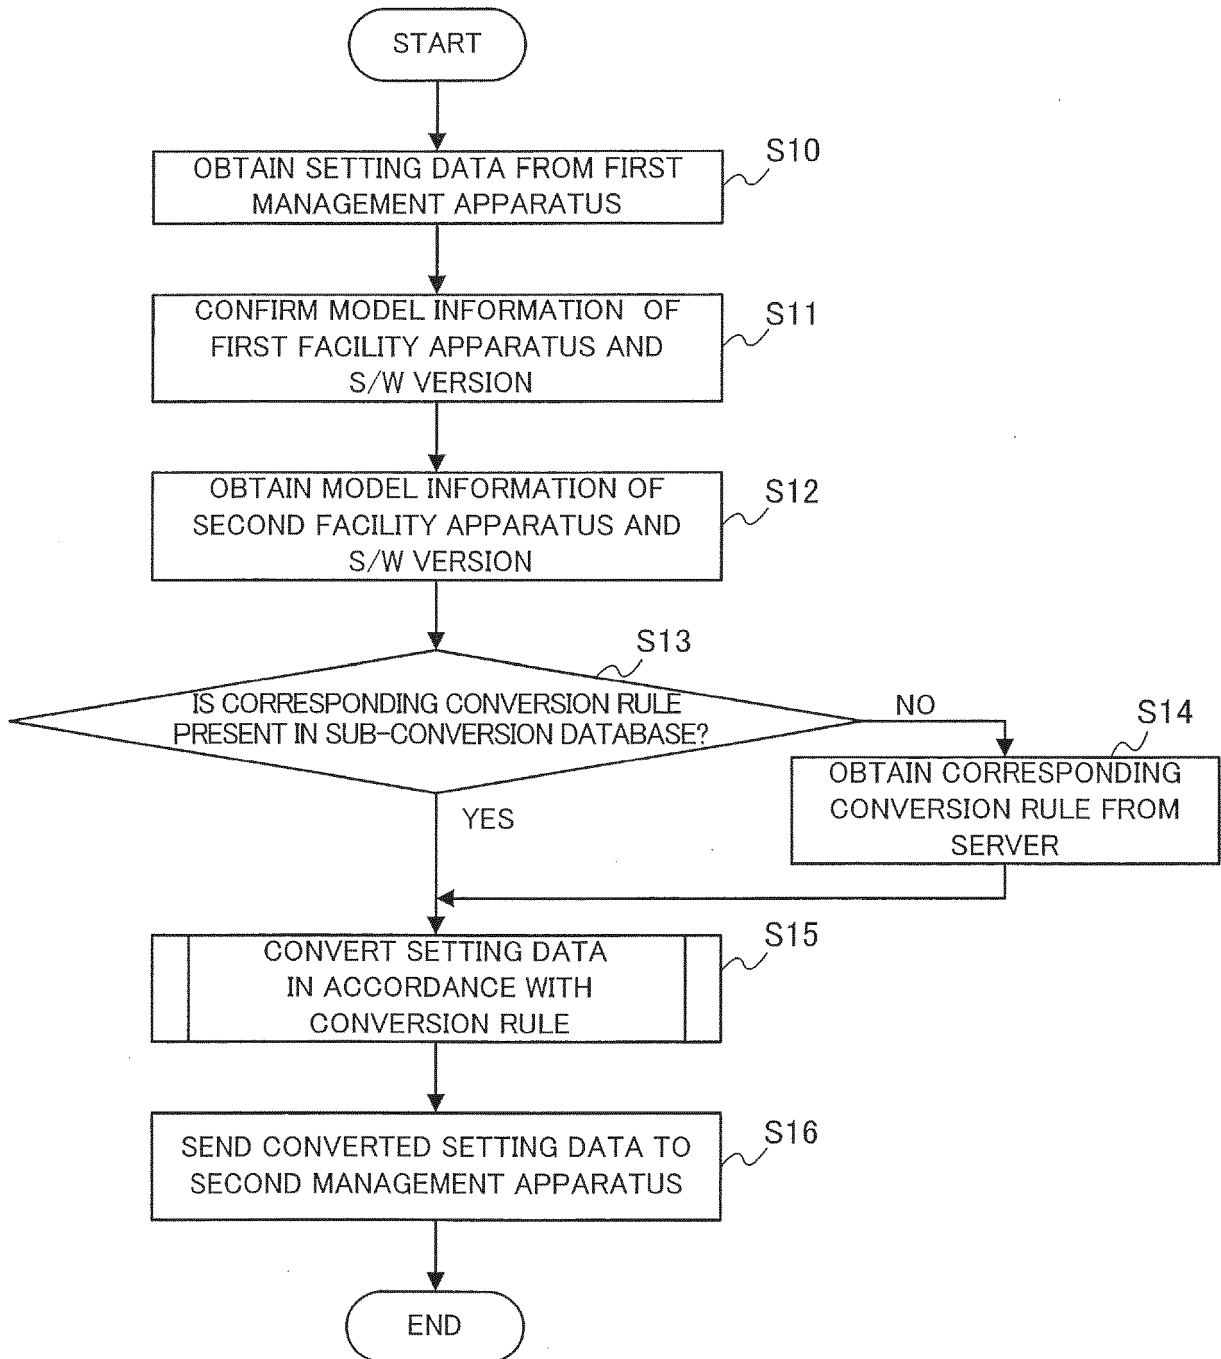 START
S10
OBTAIN SETTING DATA FROM FIRST
MANAGEMENT APPARATUS
S11
CONFIRM MODEL INFORMATION OF
FIRST FACILITY APPARATUS AND
S/W VERSION
S12
OBTAIN MODEL INFORMATION OF
SECOND FACILITY APPARATUS AND
S/W VERSION
S13
IS CORRESPONDING CONVERSION RULE
PRESENT IN SUB-CONVERSION DATABASE?
NO
S14
OBTAIN CORRESPONDING
CONVERSION RULE FROM
SERVER
YES
S15
CONVERT SETTING DATA
IN ACCORDANCE WITH
CONVERSION RULE
S16
SEND CONVERTED SETTING DATA TO
SECOND MANAGEMENT APPARATUS
END